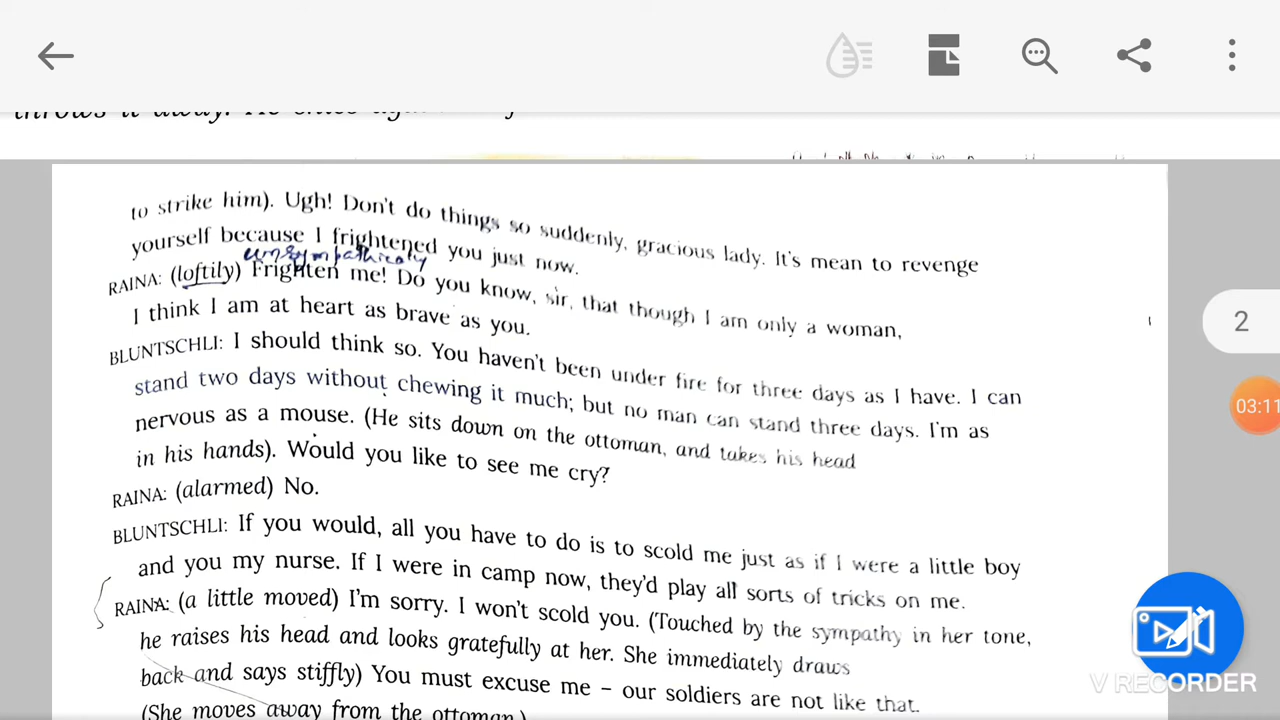 to strike him). Ugh! Don't do things so suddenly, gracious lady. It's mean to revenge
yourself because I frightened you just now.
unsympathicaly
RAINA: (loftily) Frighten me! Do you know, sir, that though I am only a woman,
I think I am at heart as brave as you.
BLUNTSCHLI: I should think so. You haven't been under fire for three days as I have. I can
stand two days without chewing it much; but no man can stand three days. I'm as
nervous as a mouse. (He sits down on the ottoman, and takes his head
in his hands). Would you like to see me cry?
RAINA: (alarmed) No.
BLUNTSCHLI: If you would, all you have to do is to scold me just as if I were a little boy
and you my nurse. If I were in camp now, they'd play all sorts of tricks on me.
RAINA: (a little moved) I'm sorry. I won't scold you. (Touched by the sympathy in her tone,
he raises his head and looks gratefully at her. She immediately draws
back and says stiffly) You must excuse me – our soldiers are not like that.
(She moves away from the ottoman.)
2
03:11
V RECORDER